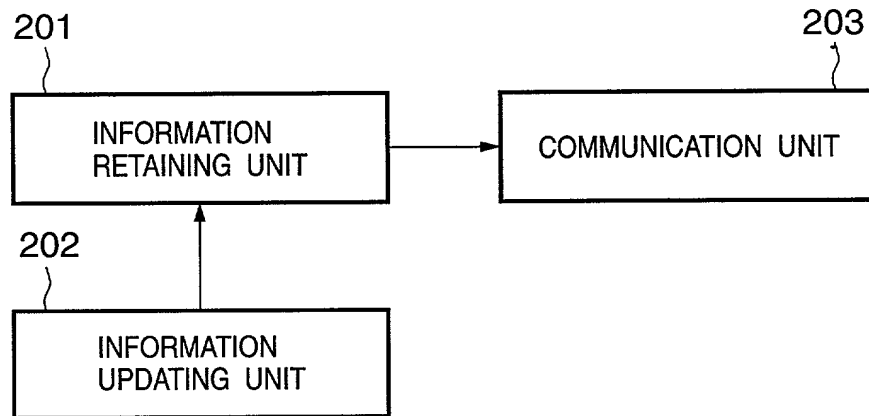 201
203
INFORMATION
RETAINING UNIT
COMMUNICATION UNIT
202
INFORMATION
UPDATING UNIT